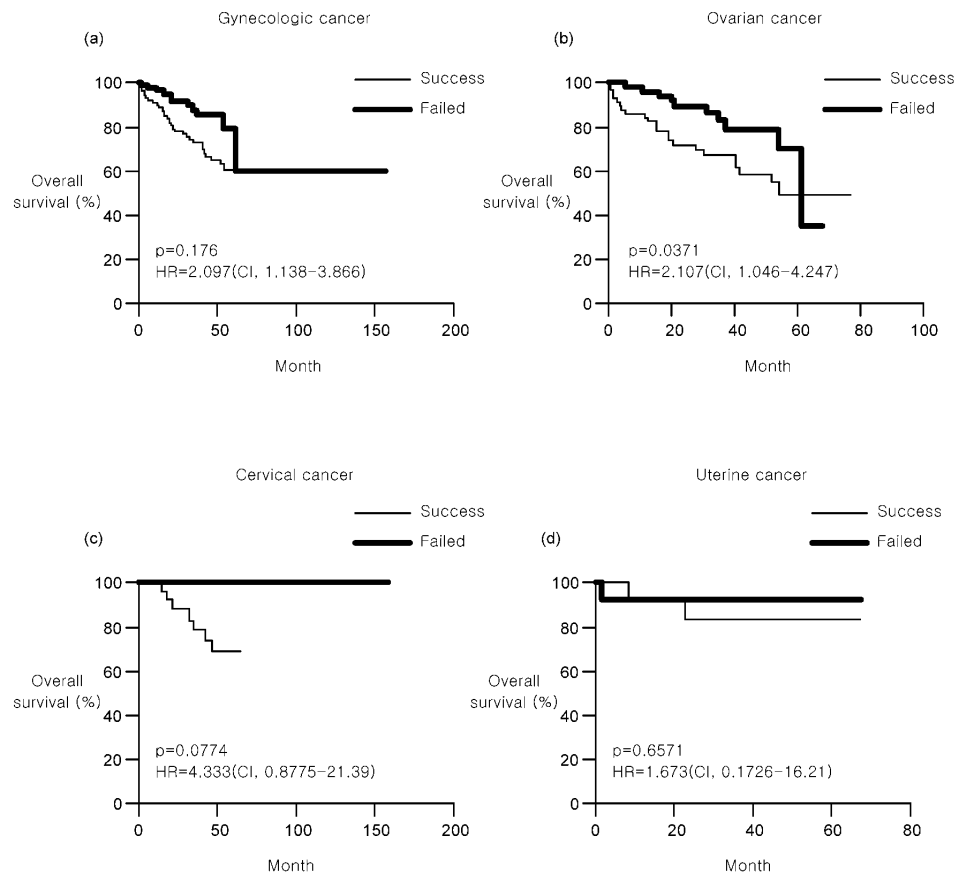 Gynecologic cancer
(a)
Success
Failed
100
80
60
40
20
0
Overall
survival (%)
p=0.176
HR=2.097(CI, 1.138-3.866)
0 50 100 150 200
Month
Ovarian cancer
(b)
Success
Failed
100
80
60
40
20
0
Overall
survival (%)
p=0.0371
HR=2.107(CI, 1.046-4.247)
0 20 40 60 80 100
Month
Cervical cancer
Success
(c)
Failed
100
80
60
40
20
0
Overall
survival (%)
p=0.0774
HR=4.333(CI, 0.8775-21.39)
0 50 100 150 200
Month
Uterine cancer
Success
(d)
Failed
100
80
60
40
20
0
Overall
survival (%)
p=0.6571
HR=1.673(CI, 0.1726-16.21)
0 20 40 60 80
Month